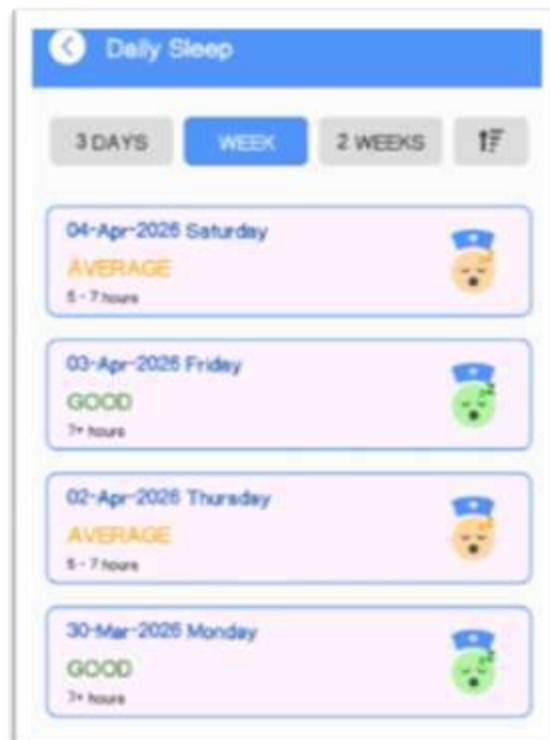 Daily Sleep
3 DAYS WEEK 2 WEEKS
04-Apr-2026 Saturday
AVERAGE
5 - 7 hours
03-Apr-2026 Friday
GOOD
7+ hours
02-Apr-2026 Thursday
AVERAGE
5 - 7 hours
30-Mar-2026 Monday
GOOD
7+ hours